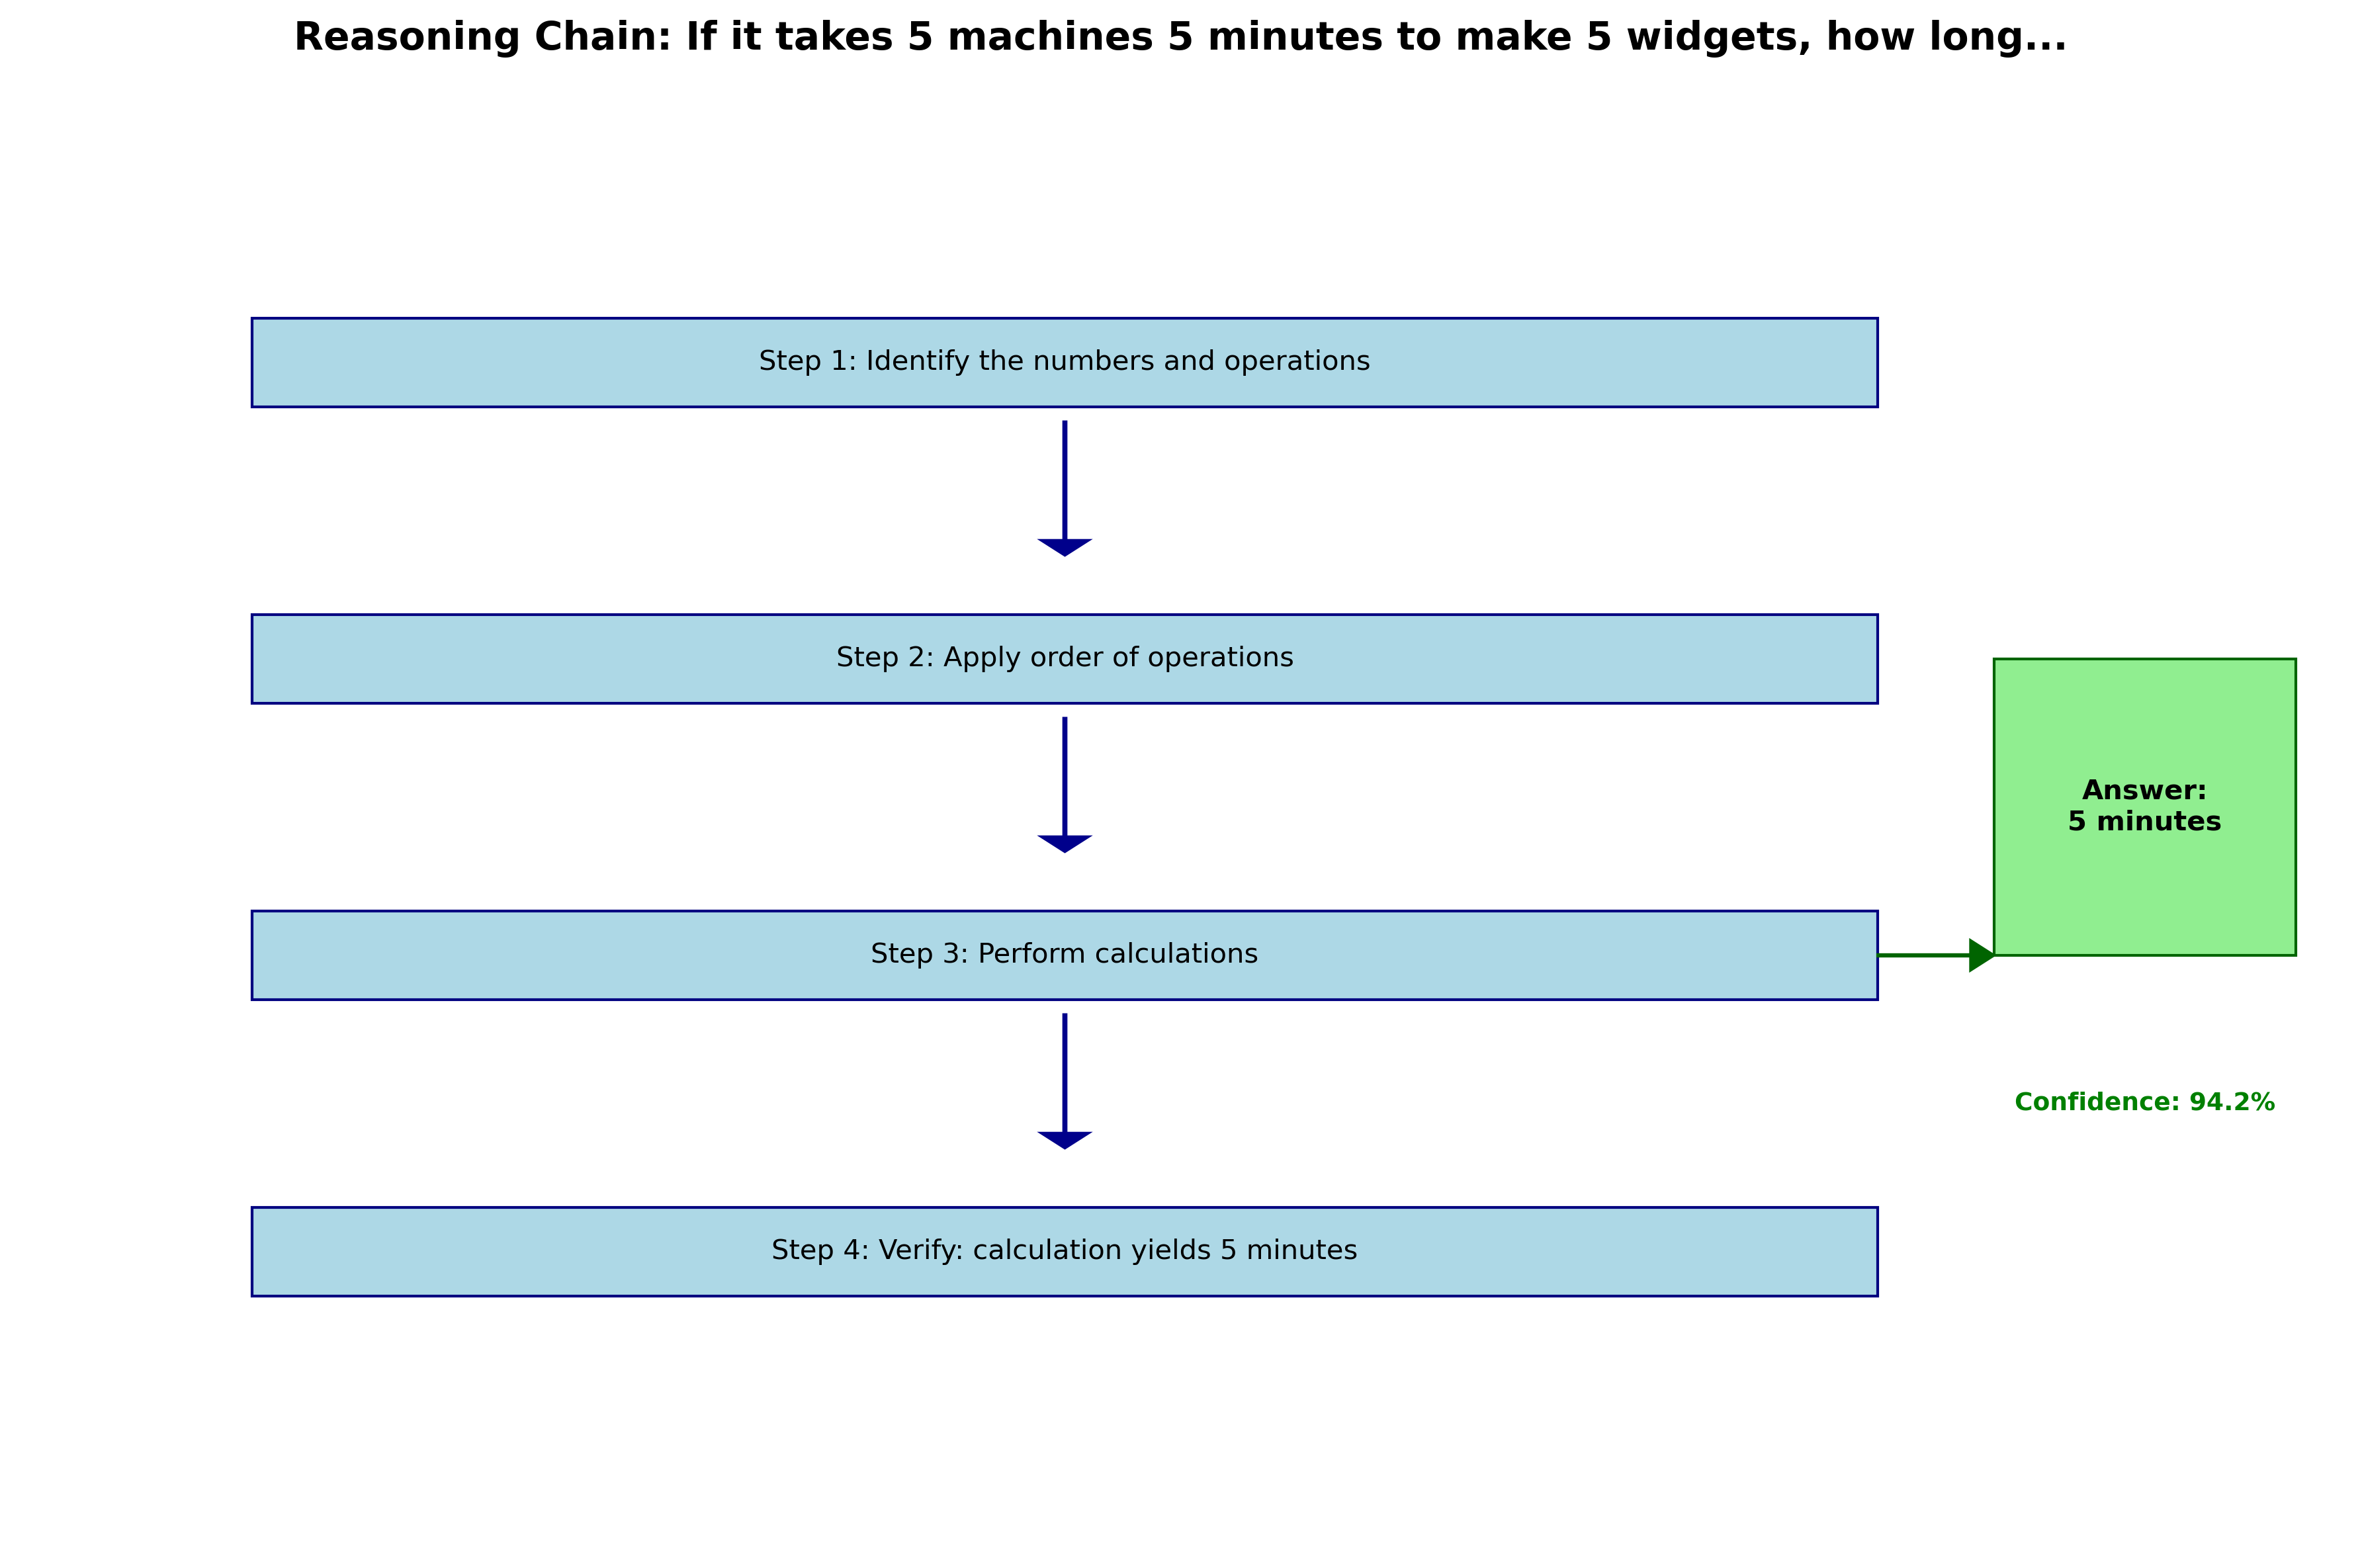 Reasoning Chain: If it takes 5 machines 5 minutes to make 5 widgets, how long...
Step 1: Identify the numbers and operations
Step 2: Apply order of operations
Step 3: Perform calculations
Answer:
5 minutes
Confidence: 94.2%
Step 4: Verify: calculation yields 5 minutes